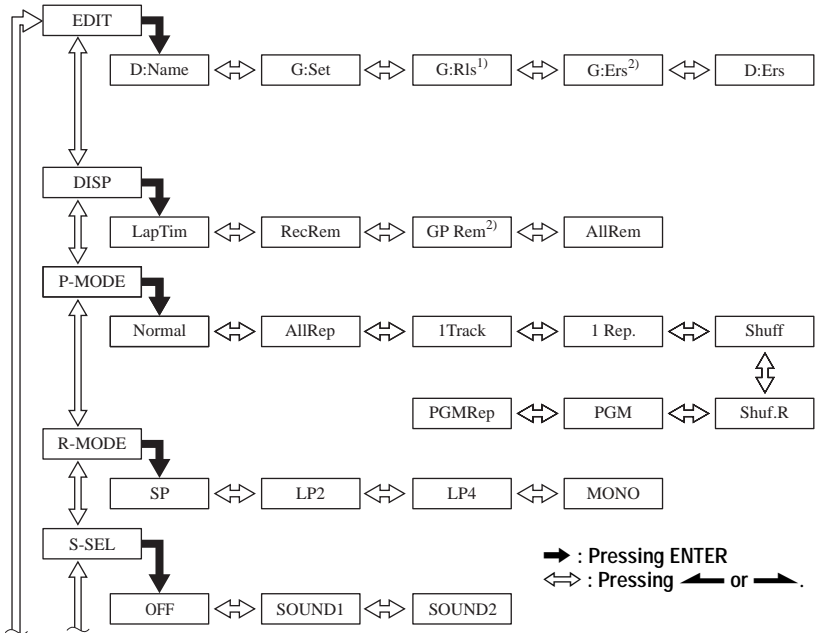 EDIT
D:Name G:Set G:Rls1) G:Ers2) D:Ers
DISP
LapTim RecRem GP Rem2) AllRem
P-MODE
Normal AllRep 1Track 1 Rep. Shuff
PGMRep PGM Shuf.R
R-MODE
SP LP2 LP4 MONO
S-SEL
: Pressing ENTER
: Pressing or .
OFF SOUND1 SOUND2